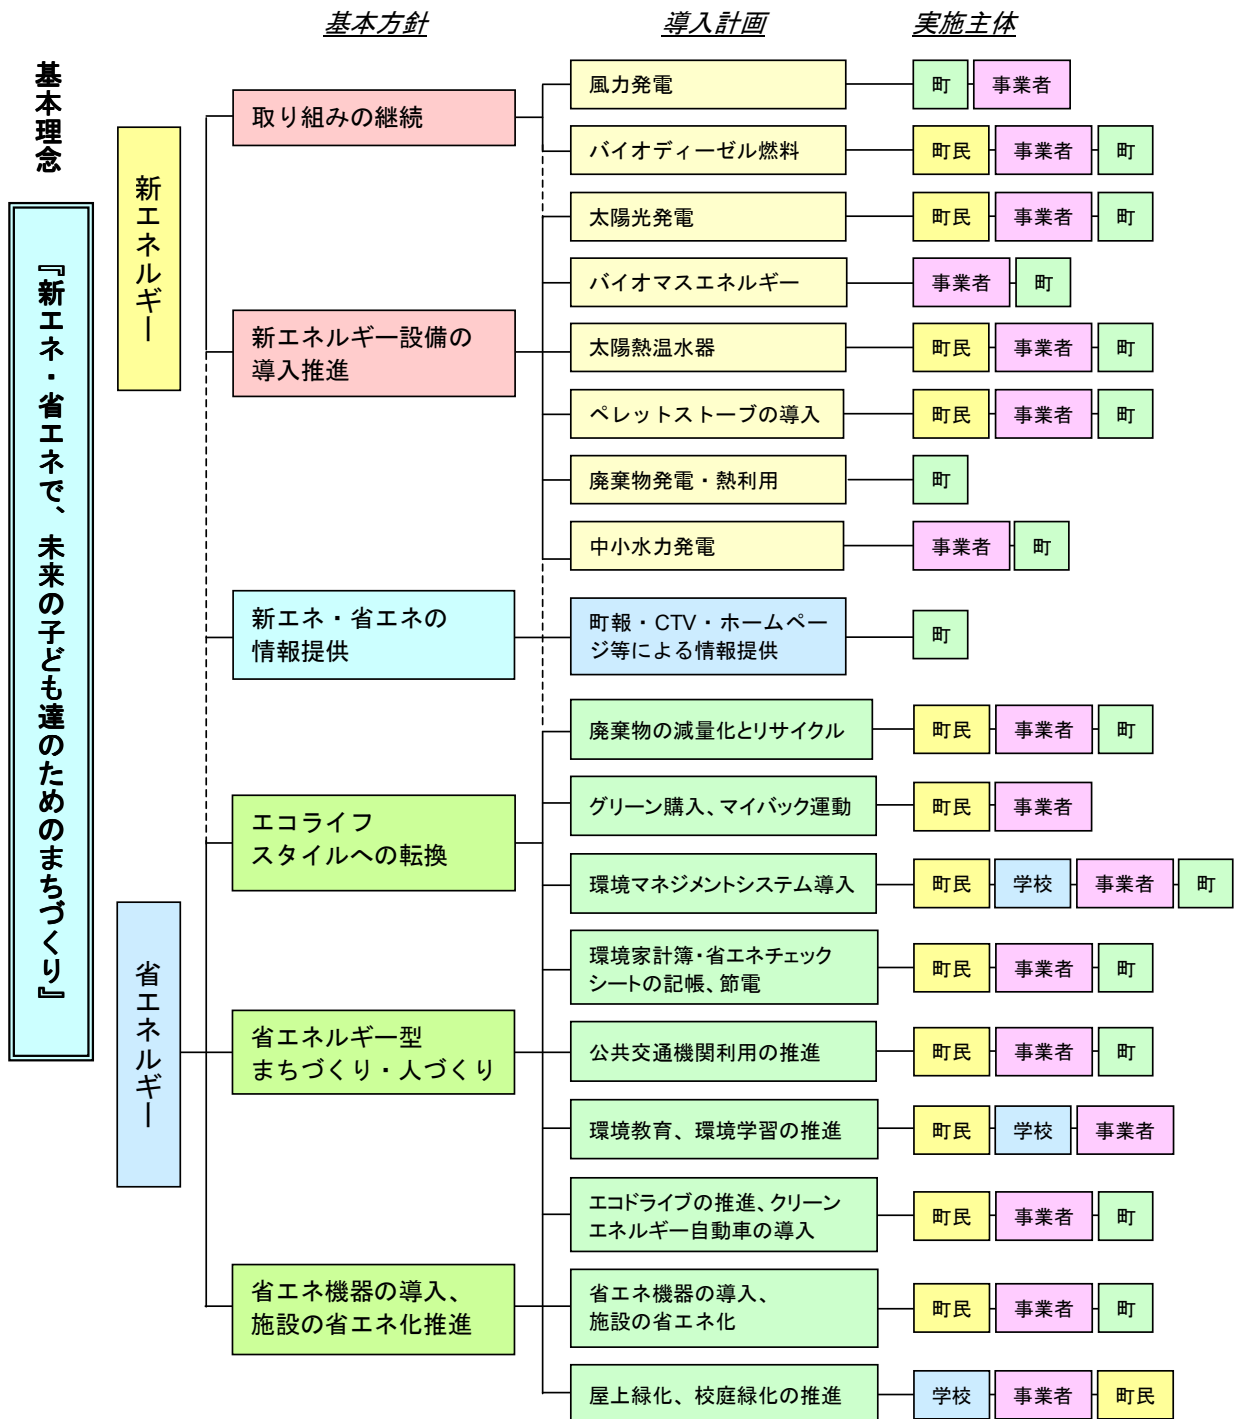 基本方針
導入計画
実施主体
基本理念
『新エネ・省エネで、未来の子ども達のためのまちづくり』
新エネルギー
省エネルギー
取り組みの継続
新エネルギー設備の
導入推進
新エネ・省エネの
情報提供
エコライフ
スタイルへの転換
省エネルギー型
まちづくり・人づくり
省エネ機器の導入、
施設の省エネ化推進
風力発電
町 事業者
バイオディーゼル燃料
町民 事業者 町
太陽光発電
町民 事業者 町
バイオマスエネルギー
事業者 町
太陽熱温水器
町民 事業者 町
ペレットストーブの導入
町民 事業者 町
廃棄物発電・熱利用
町
中小水力発電
事業者 町
町報・CTV・ホームペー
ジ等による情報提供
町
廃棄物の減量化とリサイクル
町民 事業者 町
グリーン購入、マイバック運動
町民 事業者
環境マネジメントシステム導入
町民 学校 事業者 町
環境家計簿・省エネチェック
シートの記帳、節電
町民 事業者 町
公共交通機関利用の推進
町民 事業者 町
環境教育、環境学習の推進
町民 学校 事業者
エコドライブの推進、クリーン
エネルギー自動車の導入
町民 事業者 町
省エネ機器の導入、
施設の省エネ化
町民 事業者 町
屋上緑化、校庭緑化の推進
学校 事業者 町民